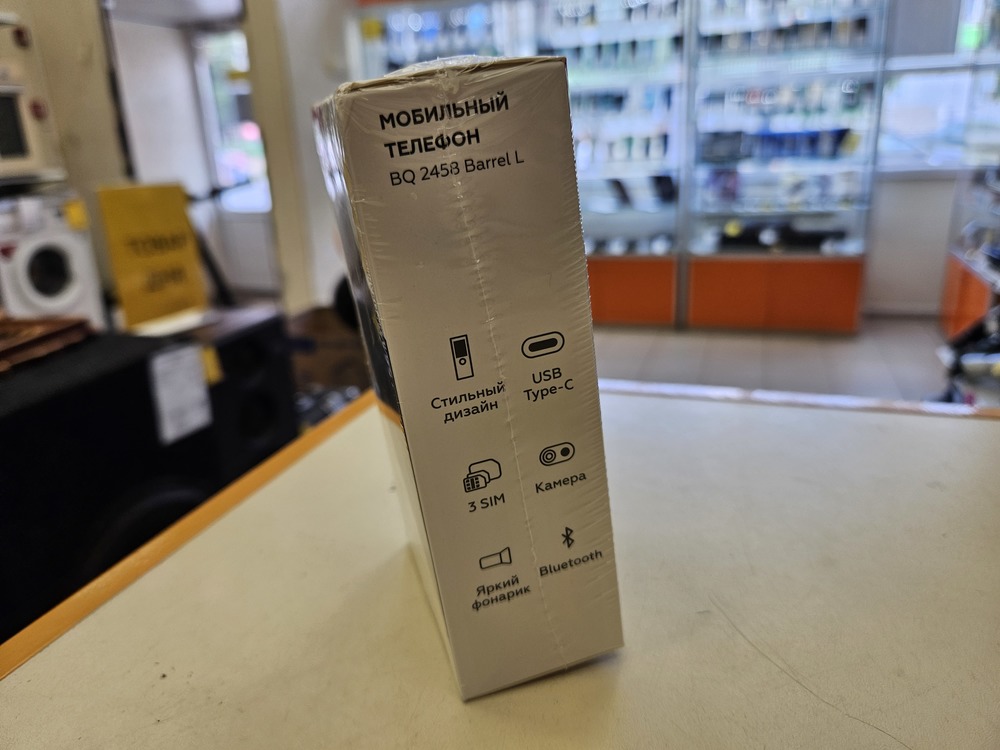 МОБИЛЬНЫЙ
ТЕЛЕФОН
BQ 2458 Barrel L
Стильный
дизайн
USB
Type-C
3 SIM
Камера
Яркий
фонарик
Bluetooth